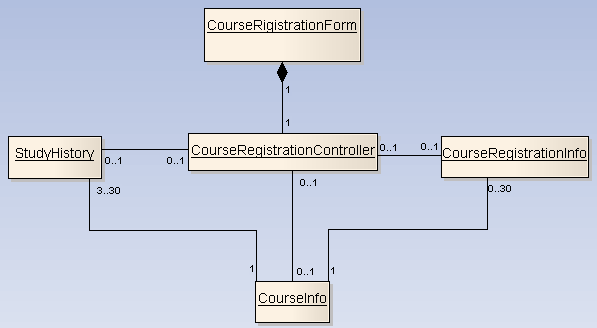 CourseRigistrationForm
1
1
StudyHistory
0..1
0..1
CourseRegistrationController
0..1
0..1
CourseRegistrationInfo
3..30
0..1
0..30
1
0..1
1
CourseInfo